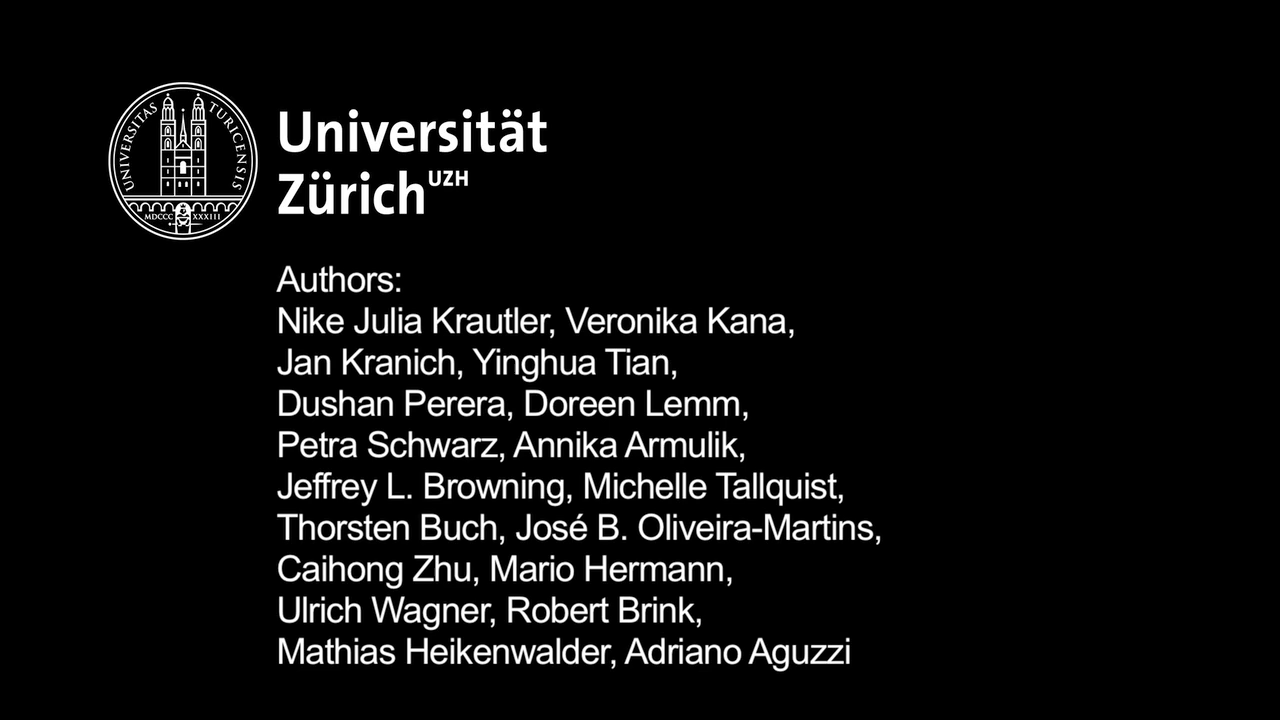 UNIVERSITAS TURICENSIS
MDCCC XXXIII
Universität
Zürich UZH
Authors:
Nike Julia Krautler, Veronika Kana,
Jan Kranich, Yinghua Tian,
Dushan Perera, Doreen Lemm,
Petra Schwarz, Annika Armulik,
Jeffrey L. Browning, Michelle Tallquist,
Thorsten Buch, José B. Oliveira-Martins,
Caihong Zhu, Mario Hermann,
Ulrich Wagner, Robert Brink,
Mathias Heikenwalder, Adriano Aguzzi